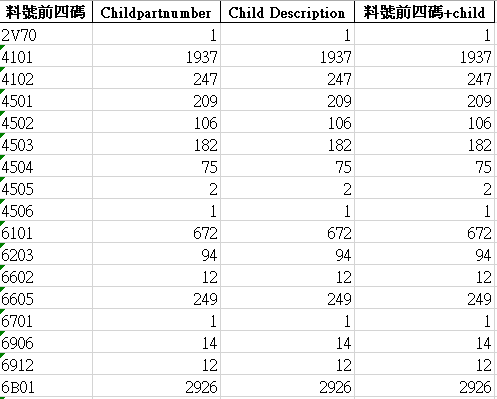 料號前四碼 Childpartnumber Child Description 料號前四碼+child
2V70 1 1 1
4101 1937 1937 1937
4102 247 247 247
4501 209 209 209
4502 106 106 106
4503 182 182 182
4504 75 75 75
4505 2 2 2
4506 1 1 1
6101 672 672 672
6203 94 94 94
6602 12 12 12
6605 249 249 249
6701 1 1 1
6906 14 14 14
6912 12 12 12
6B01 2926 2926 2926